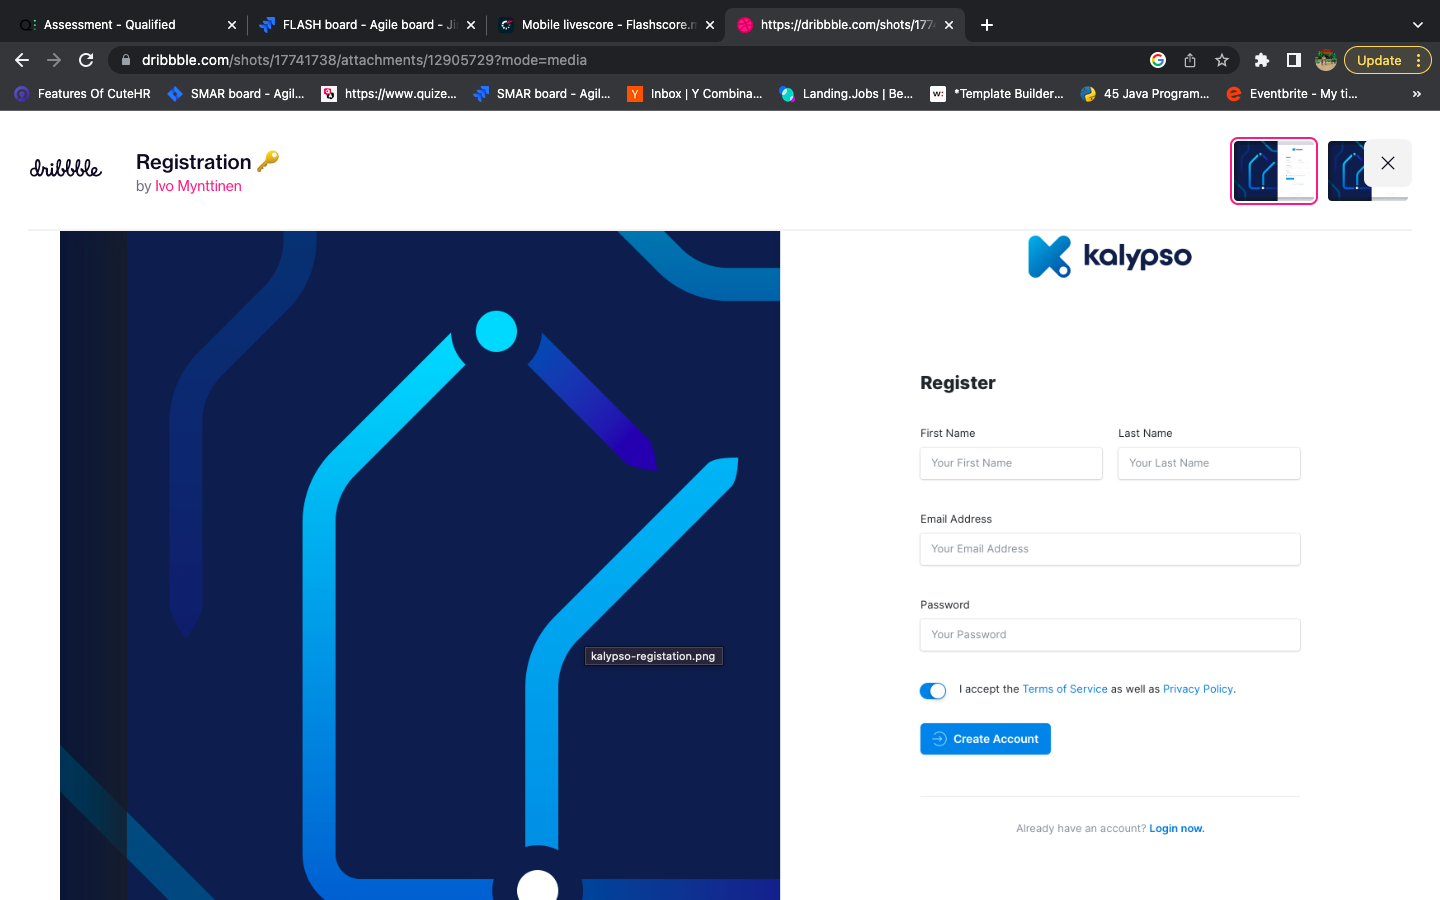 Assessment - Qualified
FLASH board - Agile board - Ji
Mobile livescore - Flashscore.m
https://dribbble.com/shots/177
dribbble.com/shots/17741738/attachments/12905729?mode=media
Update
Features Of CuteHR
SMAR board - Agil...
https://www.quize...
SMAR board - Agil...
Y
Inbox | Y Combina...
Landing.Jobs | Be...
w:
*Template Builder...
45 Java Program...
Eventbrite - My ti...
»
dribbble
Registration
by Ivo Mynttinen
kalypso
Register
First Name
Last Name
Your First Name
Your Last Name
Email Address
Your Email Address
Password
Your Password
kalypso-registation.png
I accept the Terms of Service as well as Privacy Policy.
Create Account
Already have an account? Login now.